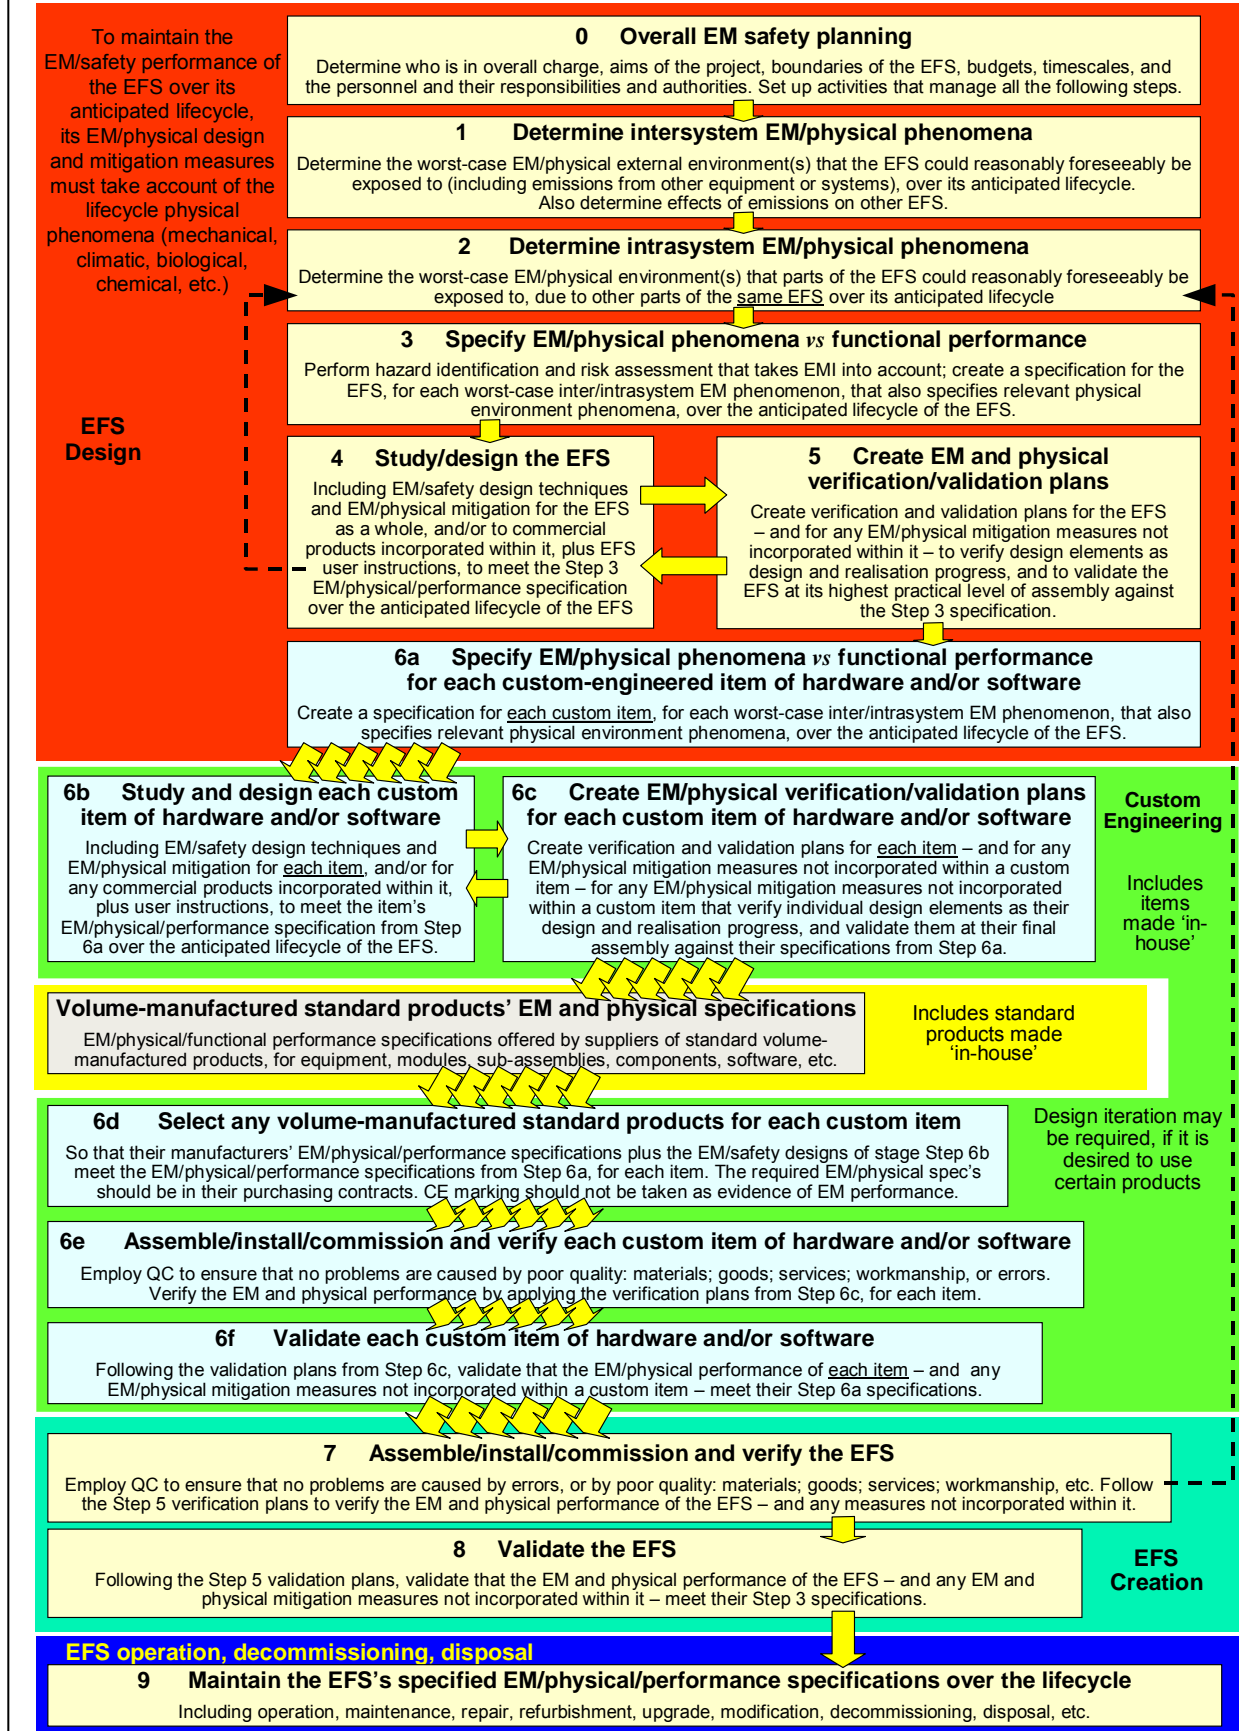 To maintain the
EM/safety performance of
the EFS over its
anticipated lifecycle,
its EM/physical design
and mitigation measures
must take account of the
lifecycle physical
phenomena (mechanical,
climatic, biological,
chemical, etc.)
EFS
Design
0 Overall EM safety planning
Determine who is in overall charge, aims of the project, boundaries of the EFS, budgets, timescales, and
the personnel and their responsibilities and authorities. Set up activities that manage all the following steps.
1 Determine intersystem EM/physical phenomena
Determine the worst-case EM/physical external environment(s) that the EFS could reasonably foreseeably be
exposed to (including emissions from other equipment or systems), over its anticipated lifecycle.
Also determine effects of emissions on other EFS.
2 Determine intrasystem EM/physical phenomena
Determine the worst-case EM/physical environment(s) that parts of the EFS could reasonably foreseeably be
exposed to, due to other parts of the same EFS over its anticipated lifecycle
3 Specify EM/physical phenomena vs functional performance
Perform hazard identification and risk assessment that takes EMI into account; create a specification for the
EFS, for each worst-case inter/intrasystem EM phenomenon, that also specifies relevant physical
environment phenomena, over the anticipated lifecycle of the EFS.
4 Study/design the EFS
Including EM/safety design techniques
and EM/physical mitigation for the EFS
as a whole, and/or to commercial
products incorporated within it, plus EFS
user instructions, to meet the Step 3
EM/physical/performance specification
over the anticipated lifecycle of the EFS
5 Create EM and physical
verification/validation plans
Create verification and validation plans for the EFS
– and for any EM/physical mitigation measures not
incorporated within it – to verify design elements as
design and realisation progress, and to validate the
EFS at its highest practical level of assembly against
the Step 3 specification.
6a Specify EM/physical phenomena vs functional performance
for each custom-engineered item of hardware and/or software
Create a specification for each custom item, for each worst-case inter/intrasystem EM phenomenon, that also
specifies relevant physical environment phenomena, over the anticipated lifecycle of the EFS.
6b Study and design each custom
item of hardware and/or software
Including EM/safety design techniques and
EM/physical mitigation for each item, and/or for
any commercial products incorporated within it,
plus user instructions, to meet the item's
EM/physical/performance specification from Step
6a over the anticipated lifecycle of the EFS.
6c Create EM/physical verification/validation plans
for each custom item of hardware and/or software
Create verification and validation plans for each item – and for any
EM/physical mitigation measures not incorporated within a custom
item – for any EM/physical mitigation measures not incorporated
within a custom item that verify individual design elements as their
design and realisation progress, and validate them at their final
assembly against their specifications from Step 6a.
Custom
Engineering
Includes
items
made ‘in-
house’
Volume-manufactured standard products’ EM and physical specifications
EM/physical/functional performance specifications offered by suppliers of standard volume-
manufactured products, for equipment, modules, sub-assemblies, components, software, etc.
Includes standard
products made
‘in-house’
6d Select any volume-manufactured standard products for each custom item
So that their manufacturers’ EM/physical/performance specifications plus the EM/safety designs of stage Step 6b
meet the EM/physical/performance specifications from Step 6a, for each item. The required EM/physical spec’s
should be in their purchasing contracts. CE marking should not be taken as evidence of EM performance.
Design iteration may
be required, if it is
desired to use
certain products
6e Assemble/install/commission and verify each custom item of hardware and/or software
Employ QC to ensure that no problems are caused by poor quality: materials; goods; services; workmanship, or errors.
Verify the EM and physical performance by applying the verification plans from Step 6c, for each item.
6f Validate each custom item of hardware and/or software
Following the validation plans from Step 6c, validate that the EM/physical performance of each item – and any
EM/physical mitigation measures not incorporated within a custom item – meet their Step 6a specifications.
7 Assemble/install/commission and verify the EFS
Employ QC to ensure that no problems are caused by errors, or by poor quality: materials; goods; services; workmanship, etc. Follow
the Step 5 verification plans to verify the EM and physical performance of the EFS – and any measures not incorporated within it.
8 Validate the EFS
Following the Step 5 validation plans, validate that the EM and physical performance of the EFS – and any EM and
physical mitigation measures not incorporated within it – meet their Step 3 specifications.
EFS
Creation
EFS operation, decommissioning, disposal
9 Maintain the EFS’s specified EM/physical/performance specifications over the lifecycle
Including operation, maintenance, repair, refurbishment, upgrade, modification, decommissioning, disposal, etc.